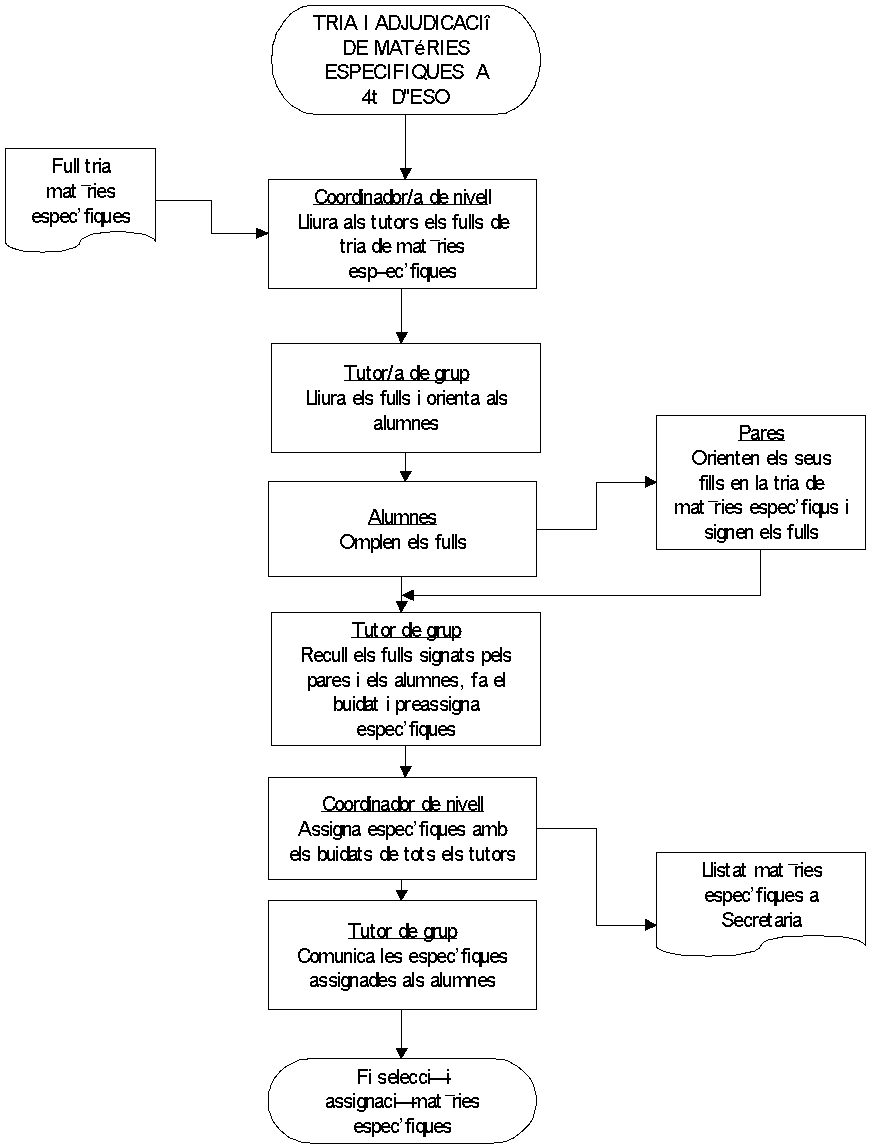 TRIA I ADJUDICACIî
DE MATéRIES
ESPECIFIQUES A
4t D"ESO
Full tria
mat¯ries
espec'fiques
Coordinador/a de nivell
Lliura als tutors els fulls de
tria de mat¯ries
esp–ec'fiques
Tutor/a de grup
Lliura els fulls i orienta als
alumnes
Pares
Orienten els seus
fills en la tria de
mat¯ries espec'fiqus i
signen els fulls
Alumnes
Omplen els fulls
Tutor de grup
Recull els fulls signats pels
pares i els alumnes, fa el
buidat i preassigna
espec'fiques
Coordinador de nivell
Assigna espec'fiques amb
els buidats de tots els tutors
Llistat mat¯ries
espec'fiques a
Secretaria
Tutor de grup
Comunica les espec'fiques
assignades als alumnes
Fi selecci—i
assignaci—mat¯ries
espec'fiques